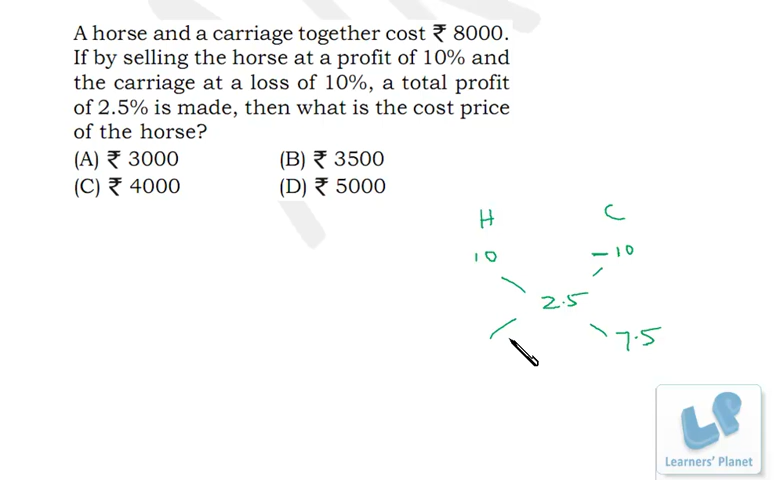 A horse and a carriage together cost ₹ 8000.
If by selling the horse at a profit of 10% and
the carriage at a loss of 10%, a total profit
of 2.5% is made, then what is the cost price
of the horse?
(A) ₹ 3000 (B) ₹ 3500
(C) ₹ 4000 (D) ₹ 5000
H C
10 -10
2.5
7.5
LP
Learners' Planet